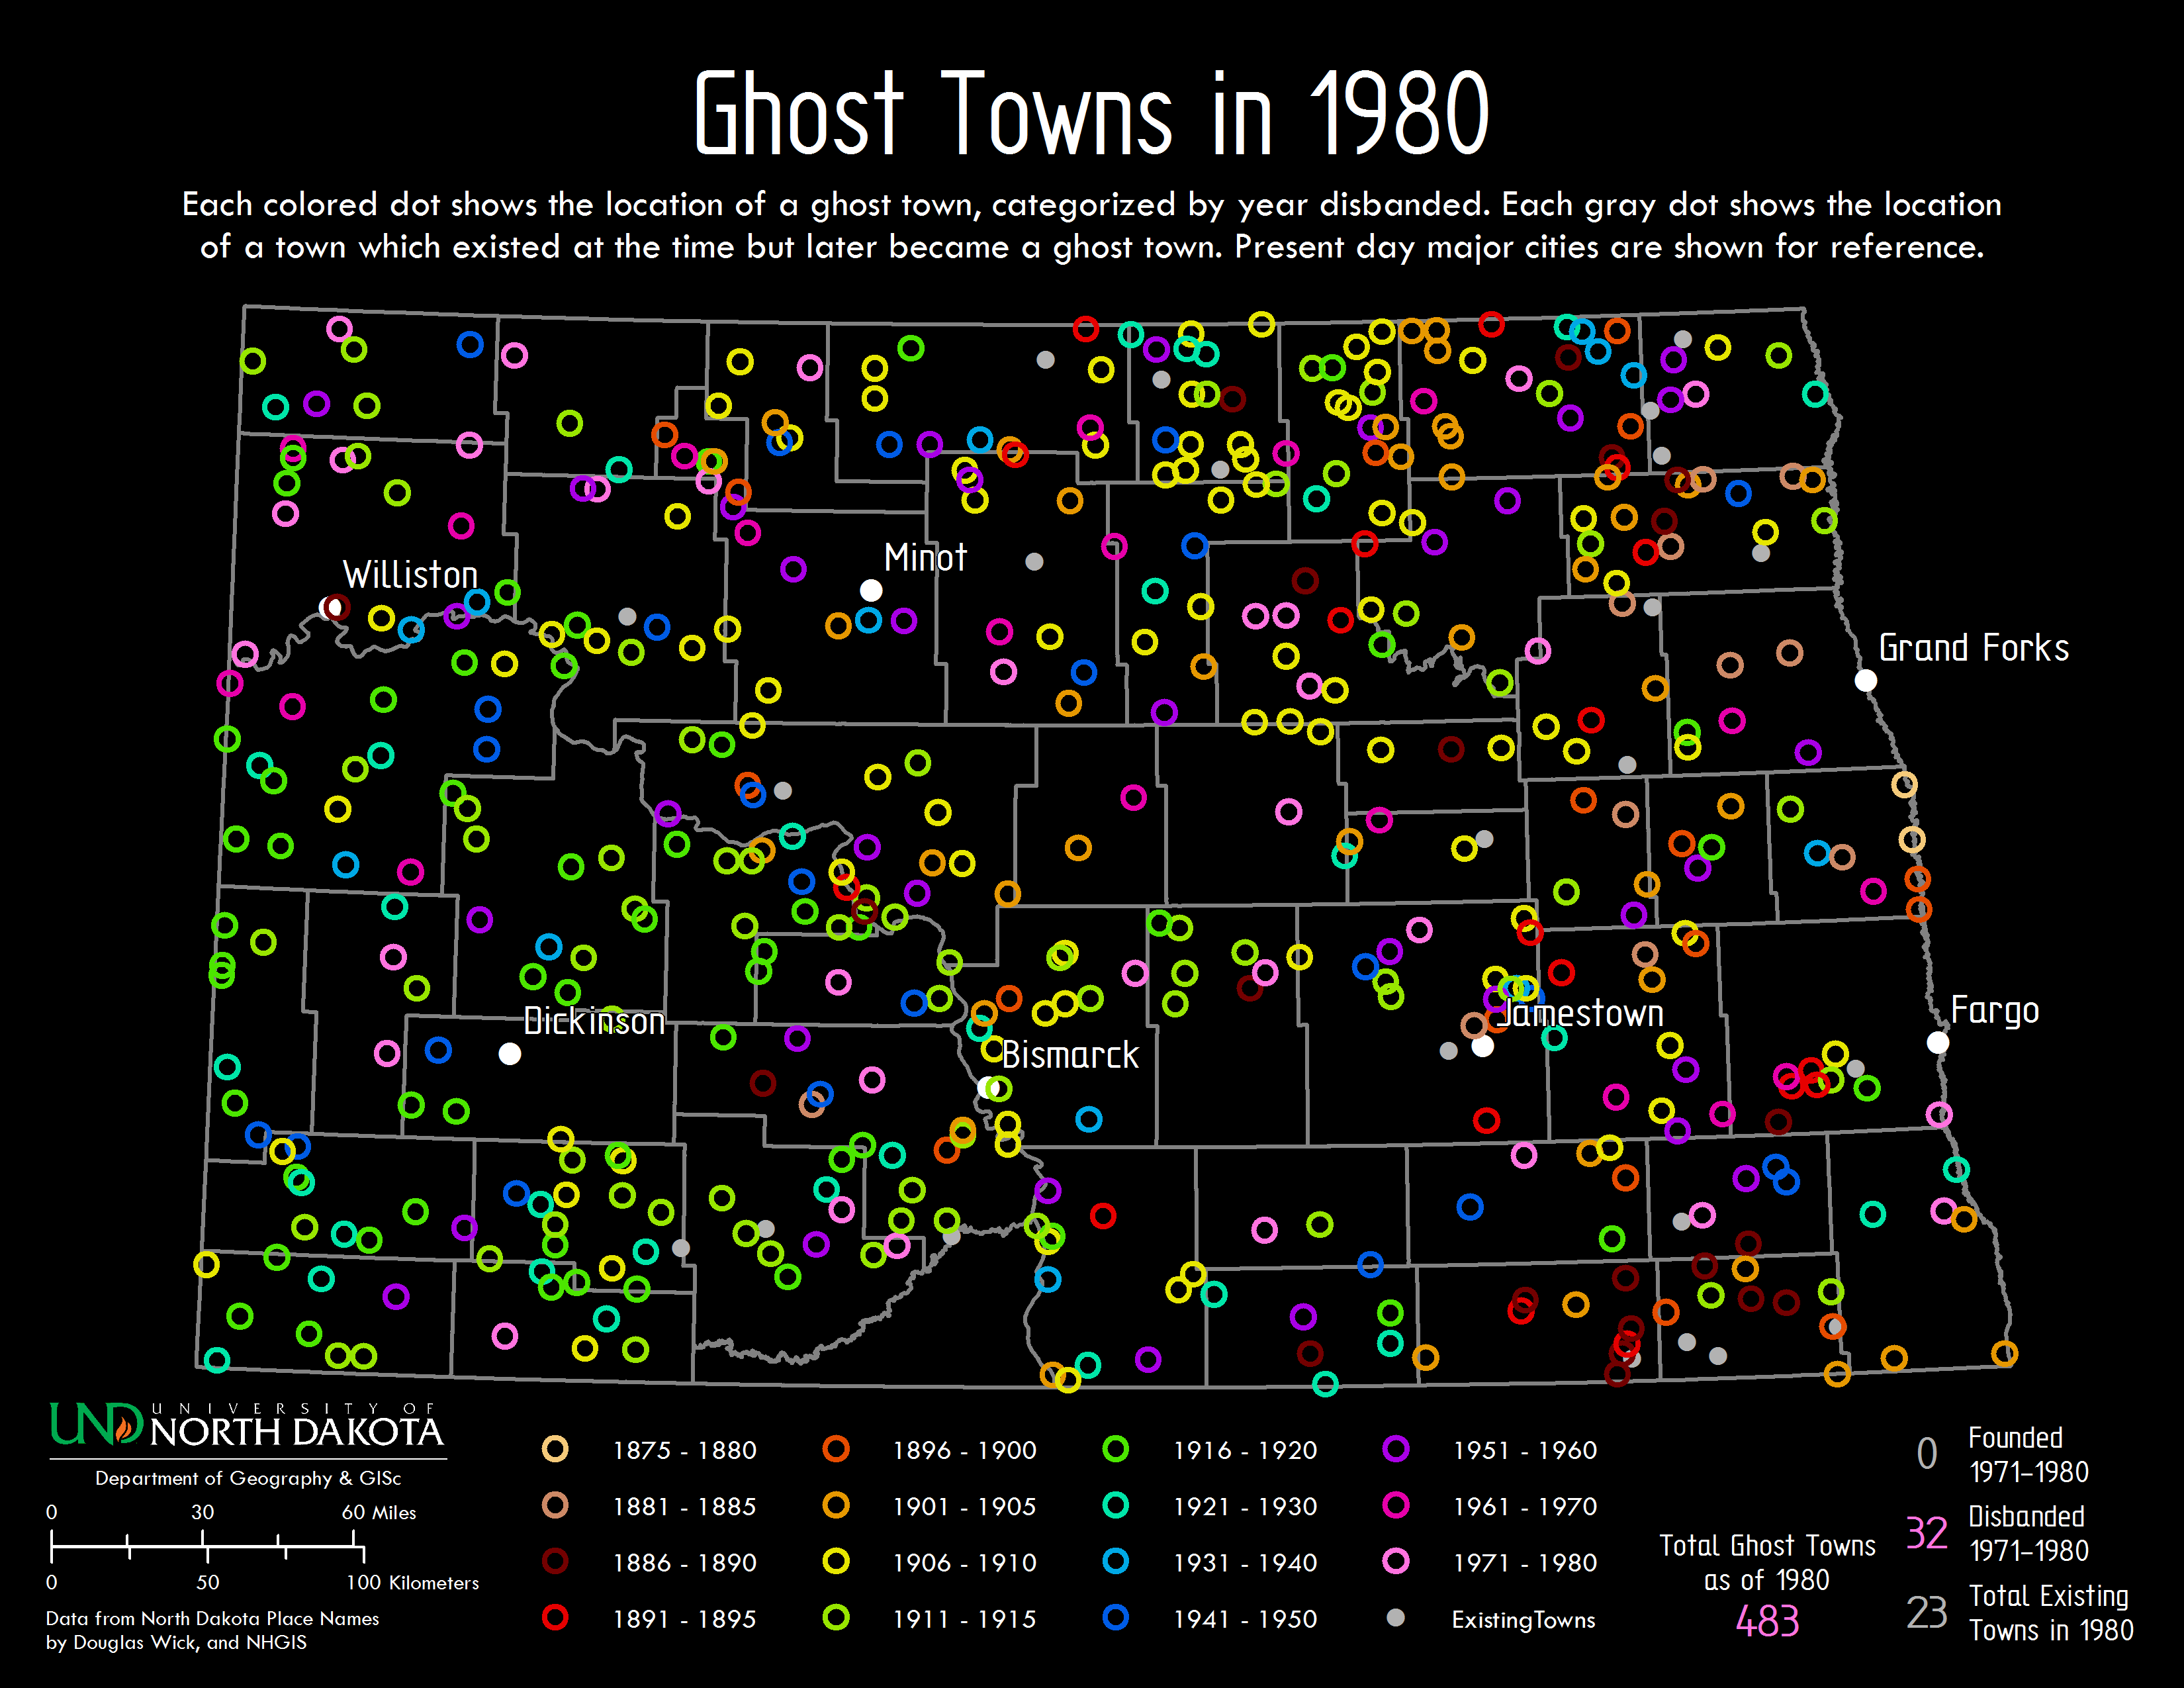 Ghost Towns in 1980
Each colored dot shows the location of a ghost town, categorized by year disbanded. Each gray dot shows the location
of a town which existed at the time but later became a ghost town. Present day major cities are shown for reference.
Williston
Minot
Grand Forks
Dickinson
Bismarck
Jamestown
Fargo
UND UNIVERSITY OF
NORTH DAKOTA
Department of Geography & GISc
0 30 60 Miles
0 50 100 Kilometers
Data from North Dakota Place Names
by Douglas Wick, and NHGIS
1875 - 1880
1881 - 1885
1886 - 1890
1891 - 1895
1896 - 1900
1901 - 1905
1906 - 1910
1911 - 1915
1916 - 1920
1921 - 1930
1931 - 1940
1941 - 1950
1951 - 1960
1961 - 1970
1971 - 1980
ExistingTowns
Total Ghost Towns
as of 1980
483
0 Founded
1971-1980
32 Disbanded
1971-1980
23 Total Existing
Towns in 1980